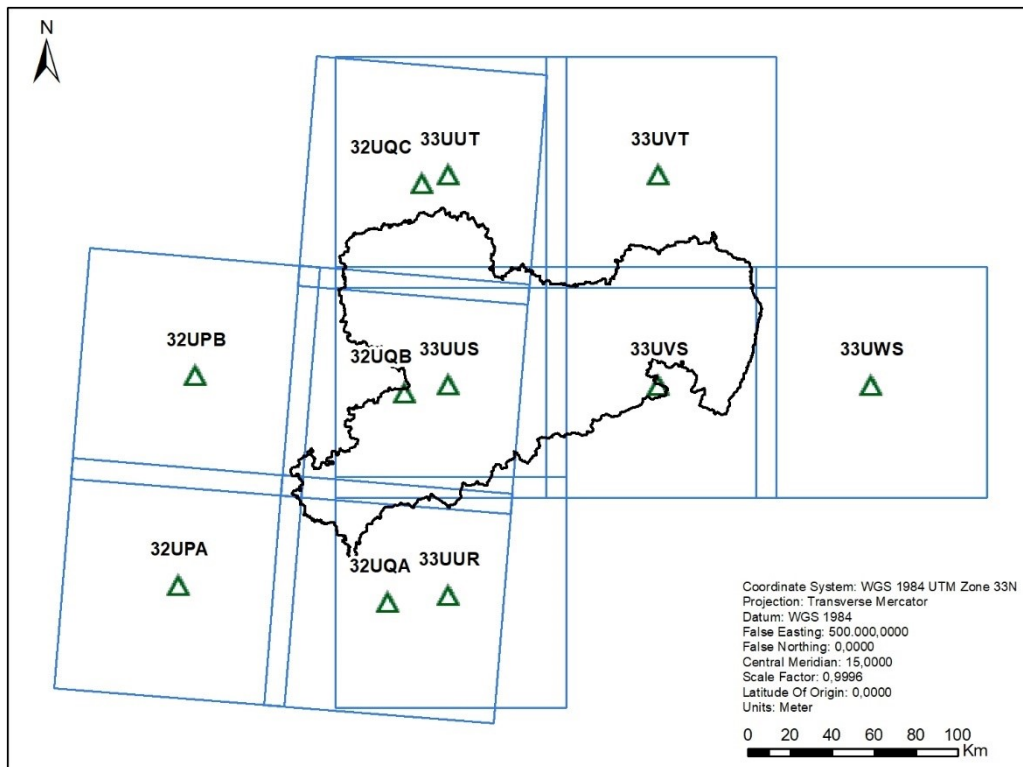 N
33UUT
33UVT
32UQC
32UPB
32UQB
33UUS
33UVS
33UWS
32UPA
32UQA
33UUR
Coordinate System: WGS 1984 UTM Zone 33N
Projection: Transverse Mercator
Datum: WGS 1984
False Easting: 500.000,0000
False Northing: 0,0000
Central Meridian: 15,0000
Scale Factor: 0,9996
Latitude Of Origin: 0,0000
Units: Meter
0 10 20 40 60 80 100
Km